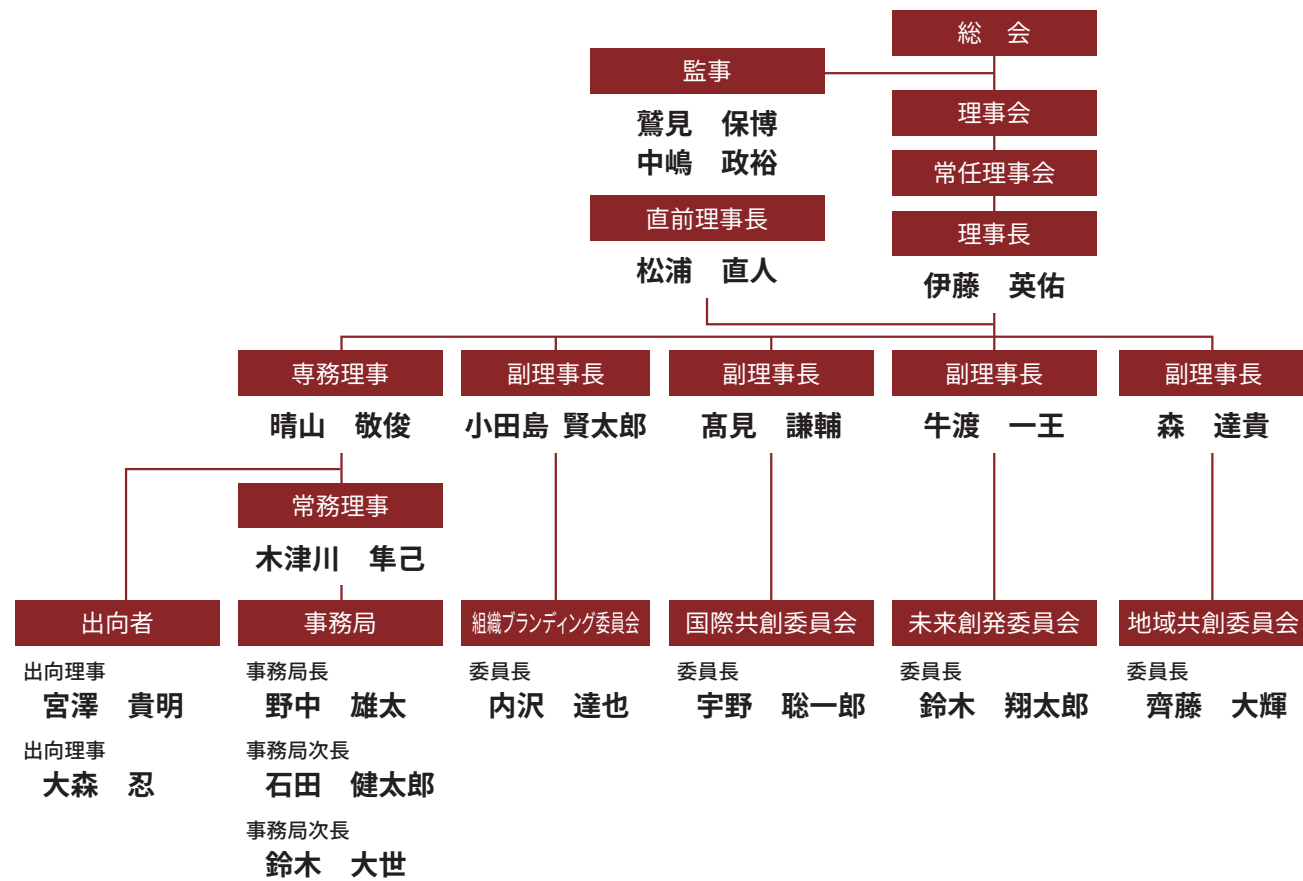 総　会
監事
鷲見　保博
中嶋　政裕
理事会
常任理事会
直前理事長
松浦　直人
理事長
伊藤　英佑
専務理事
晴山　敬俊
副理事長
小田島 賢太郎
副理事長
髙見　謙輔
副理事長
牛渡　一王
副理事長
森　達貴
常務理事
木津川　隼己
出向者
出向理事
宮澤　貴明
出向理事
大森　忍
事務局
事務局長
野中　雄太
事務局次長
石田　健太郎
事務局次長
鈴木　大世
組織ブランディング委員会
委員長
内沢　達也
国際共創委員会
委員長
宇野　聡一郎
未来創発委員会
委員長
鈴木　翔太郎
地域共創委員会
委員長
齊藤　大輝